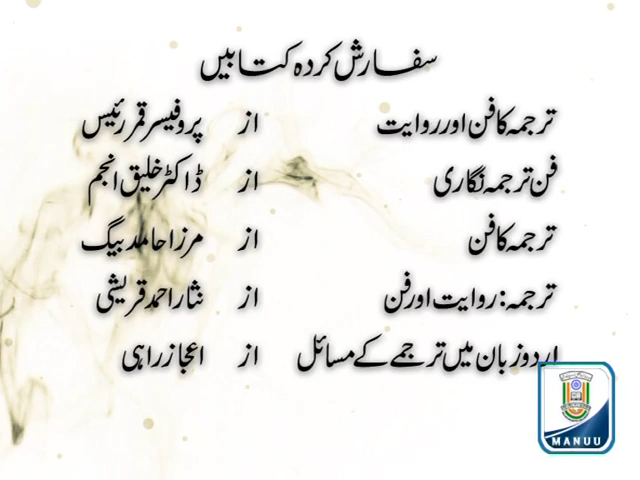 سفارش کردہ کتابیں
ترجمہ کا فن اور روایت از پروفیسر قمر رئیس
فن ترجمہ نگاری از ڈاکٹر خلیق انجم
ترجمہ کا فن از مرزا حامد بیگ
ترجمہ: روایت اور فن از نثار احمد قریشی
اردو زبان میں ترجمے کے مسائل از اعجاز راہی
MANUU